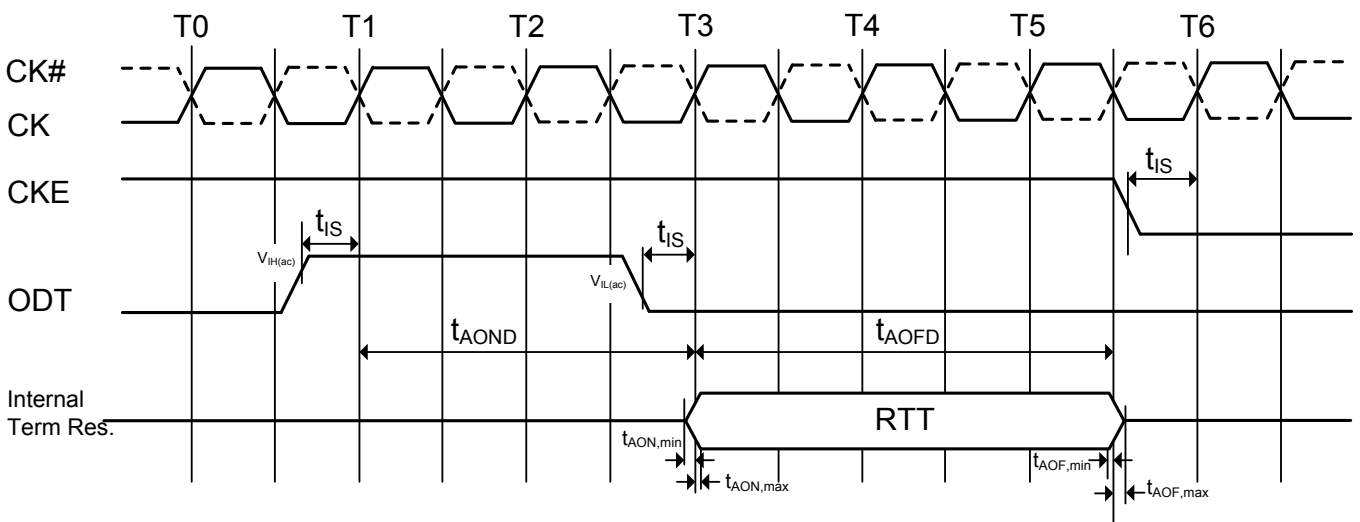 T0 T1 T2 T3 T4 T5 T6
CK#
CK
CKE
tIS
tIS
tIS
VIH(ac)
VIL(ac)
ODT
tAOND
tAOFD
Internal
Term Res.
RTT
tAON,min
tAOF,min
tAON,max
tAOF,max